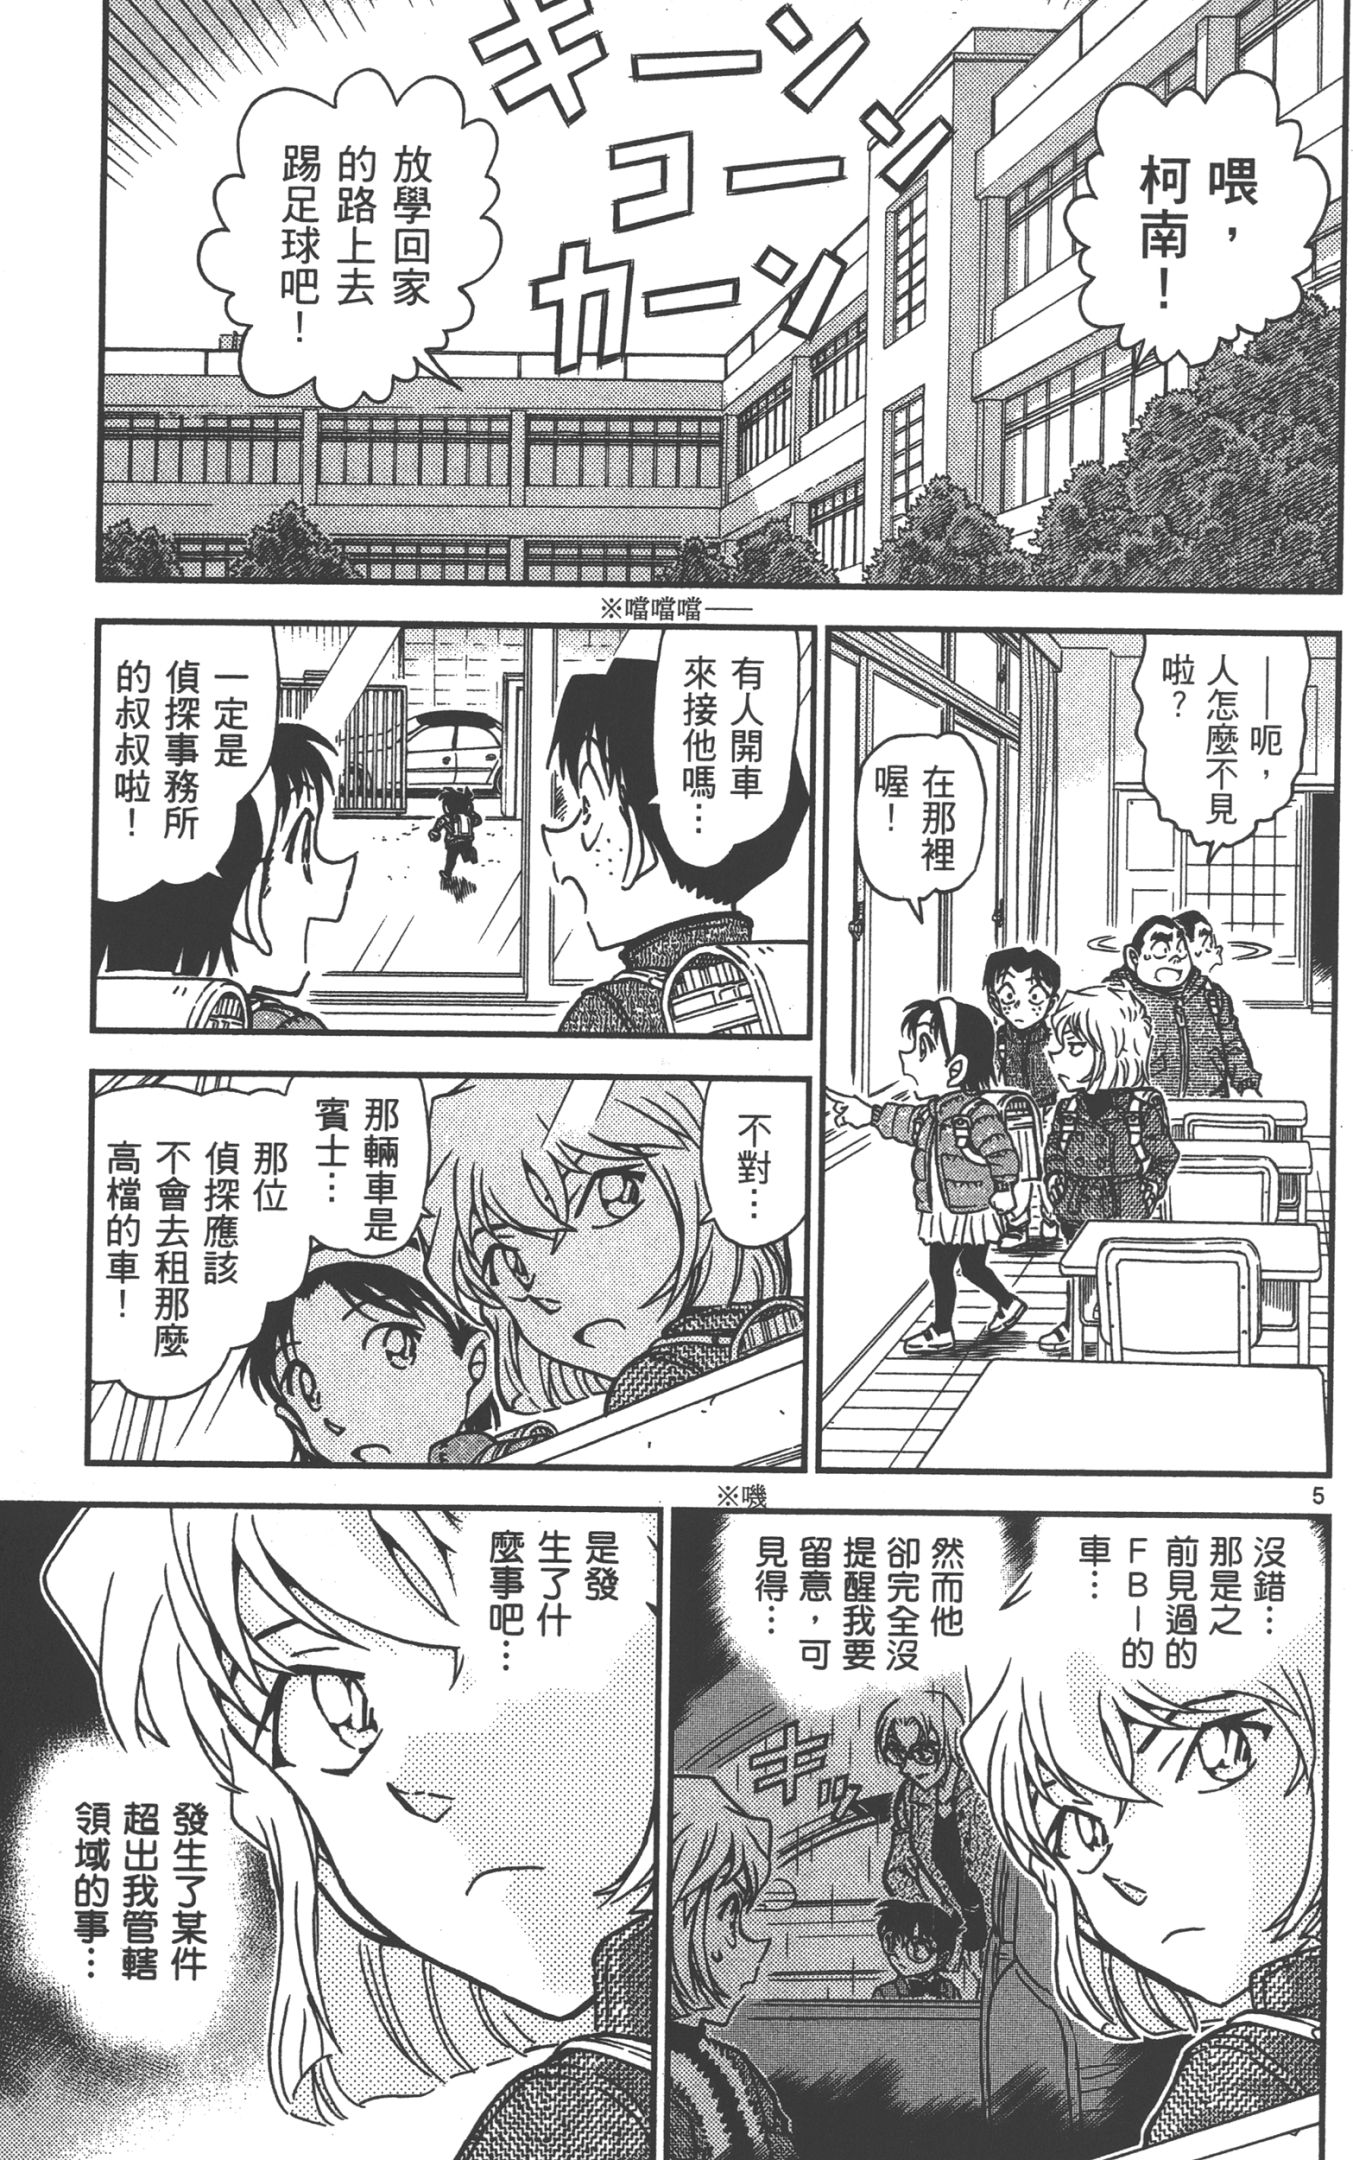 喂，
柯南！
キーン
コーン
カーン
放學回家
的路上去
踢足球吧！
※噹噹噹——
——呃，
人怎麼不見
啦？
在那裡
喔！
有人開車
來接他嗎…
一定是
偵探事務所
的叔叔啦！
不對…
那輛車是
賓士…
那位
偵探應該
不會去租那麼
高檔的車！
5
※嘰
沒錯…
那是之
前見過的
FBI的
車…
然而他
卻完全沒
提醒我要
留意，可
見得…
キッ
是發
生了什
麼事吧…
發生了某件
超出我管轄
領域的事…